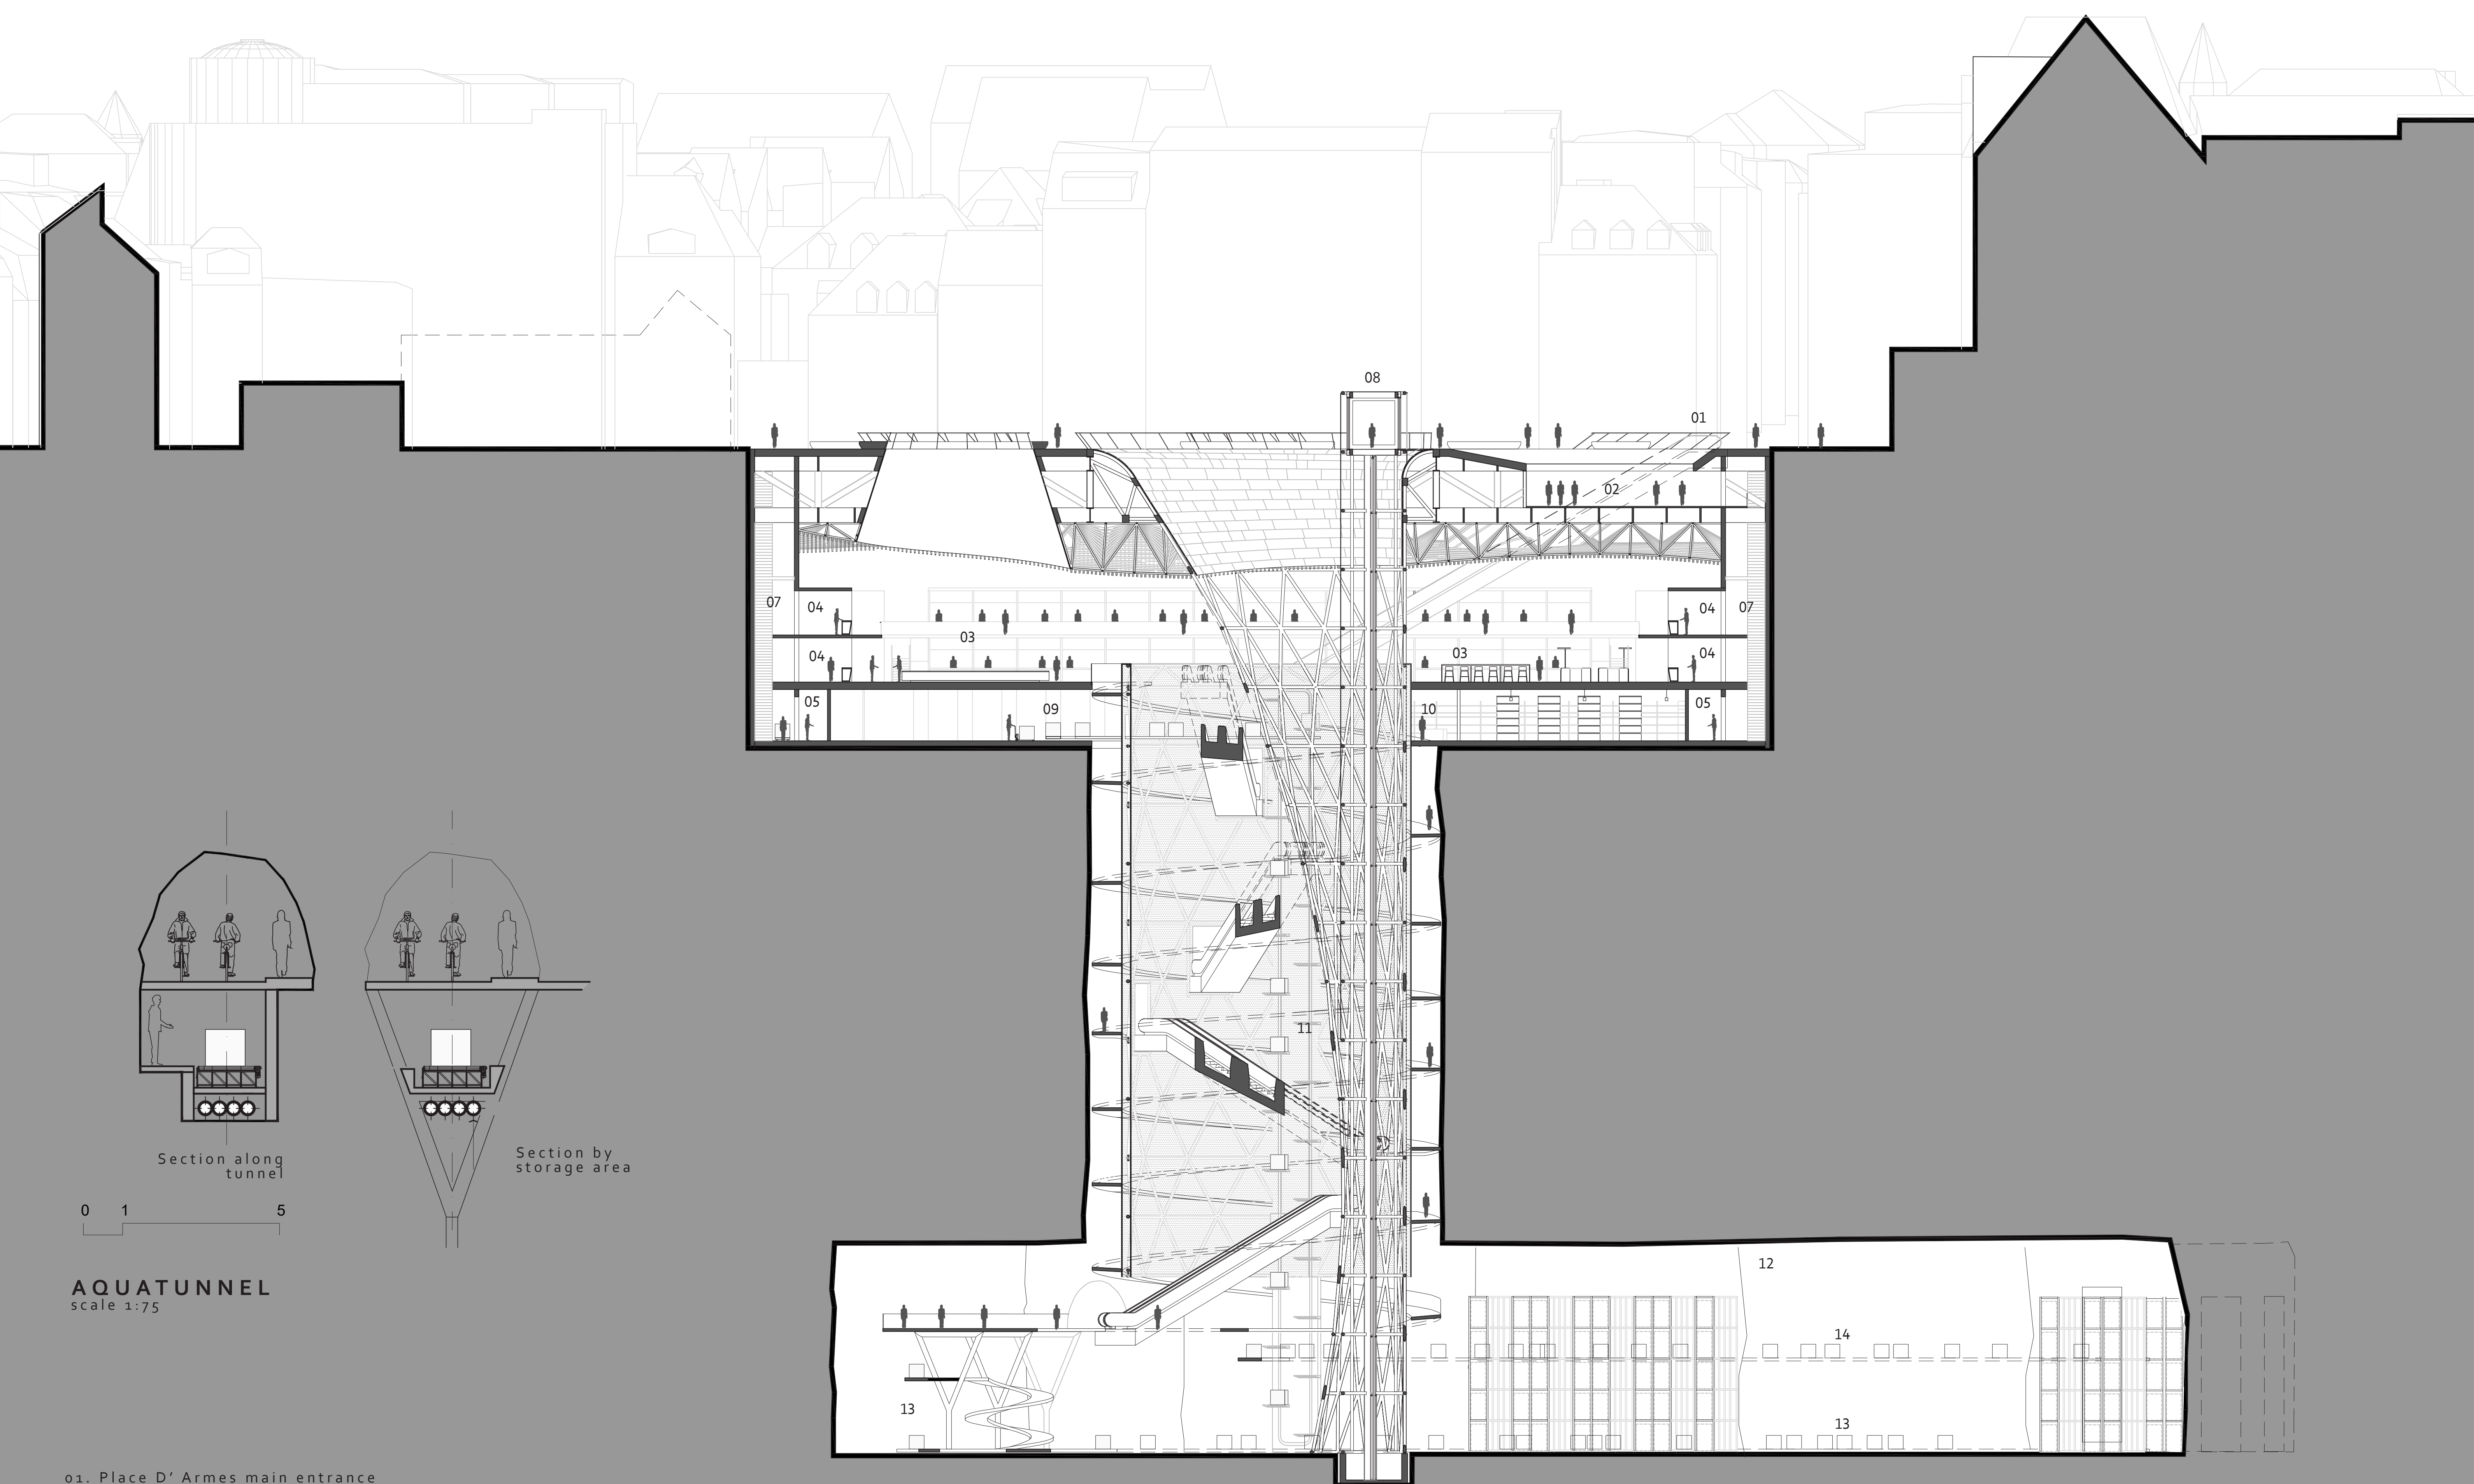 08
01
02
07
04
04
07
03
04
03
04
05
09
10
05
11
Section along
tunnel
Section by
storage area
0 1 5
AQUATUNNEL
scale 1:75
12
14
13
13
01. Place D' Armes main entrance